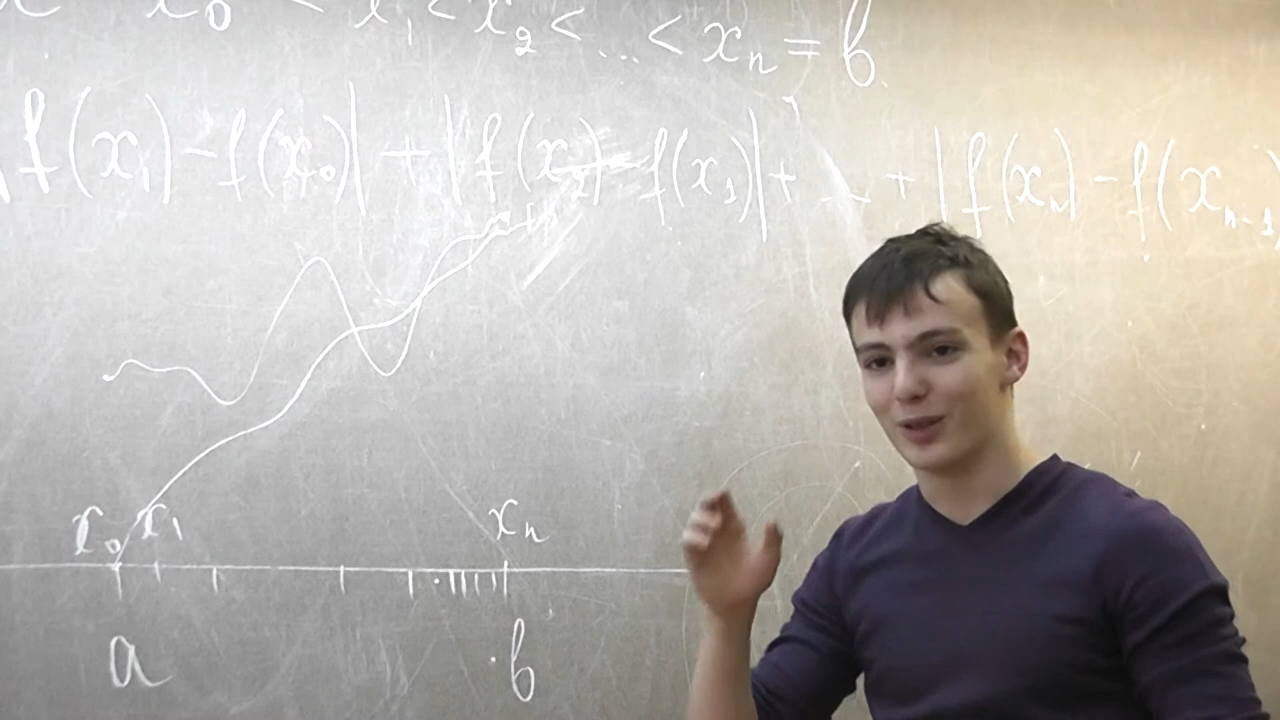 x₀ < x₁ < x₂ < ... < xₙ = b
f(x₁) - f(x₀)| + |f(x₂) - f(x₁)| + ... + |f(xₙ) - f(xₙ₋₁)
x₀ x₁ xₙ
a b